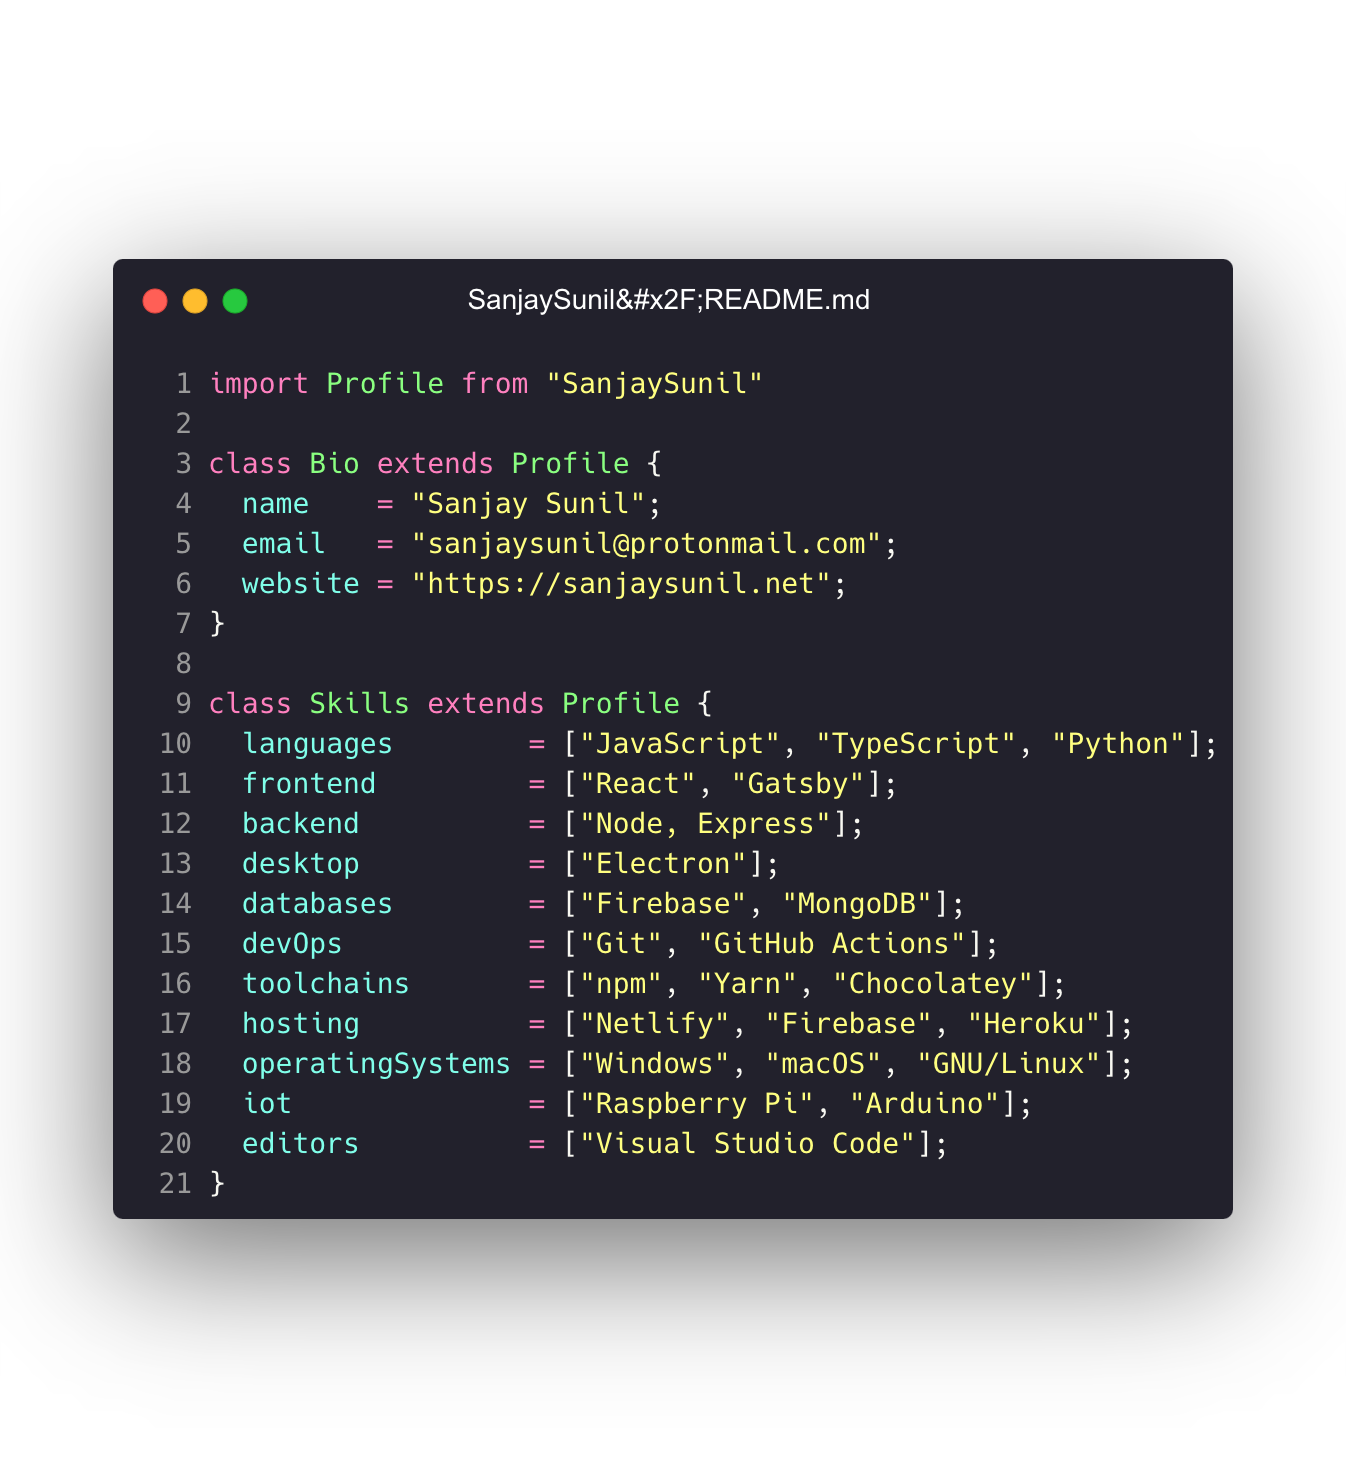 SanjaySunil&#x2F;README.md
1 import Profile from "SanjaySunil"
2
3 class Bio extends Profile {
4   name    = "Sanjay Sunil";
5   email   = "sanjaysunil@protonmail.com";
6   website = "https://sanjaysunil.net";
7 }
8
9 class Skills extends Profile {
10   languages        = ["JavaScript", "TypeScript", "Python"];
11   frontend         = ["React", "Gatsby"];
12   backend          = ["Node, Express"];
13   desktop          = ["Electron"];
14   databases        = ["Firebase", "MongoDB"];
15   devOps           = ["Git", "GitHub Actions"];
16   toolchains       = ["npm", "Yarn", "Chocolatey"];
17   hosting          = ["Netlify", "Firebase", "Heroku"];
18   operatingSystems = ["Windows", "macOS", "GNU/Linux"];
19   iot              = ["Raspberry Pi", "Arduino"];
20   editors          = ["Visual Studio Code"];
21 }